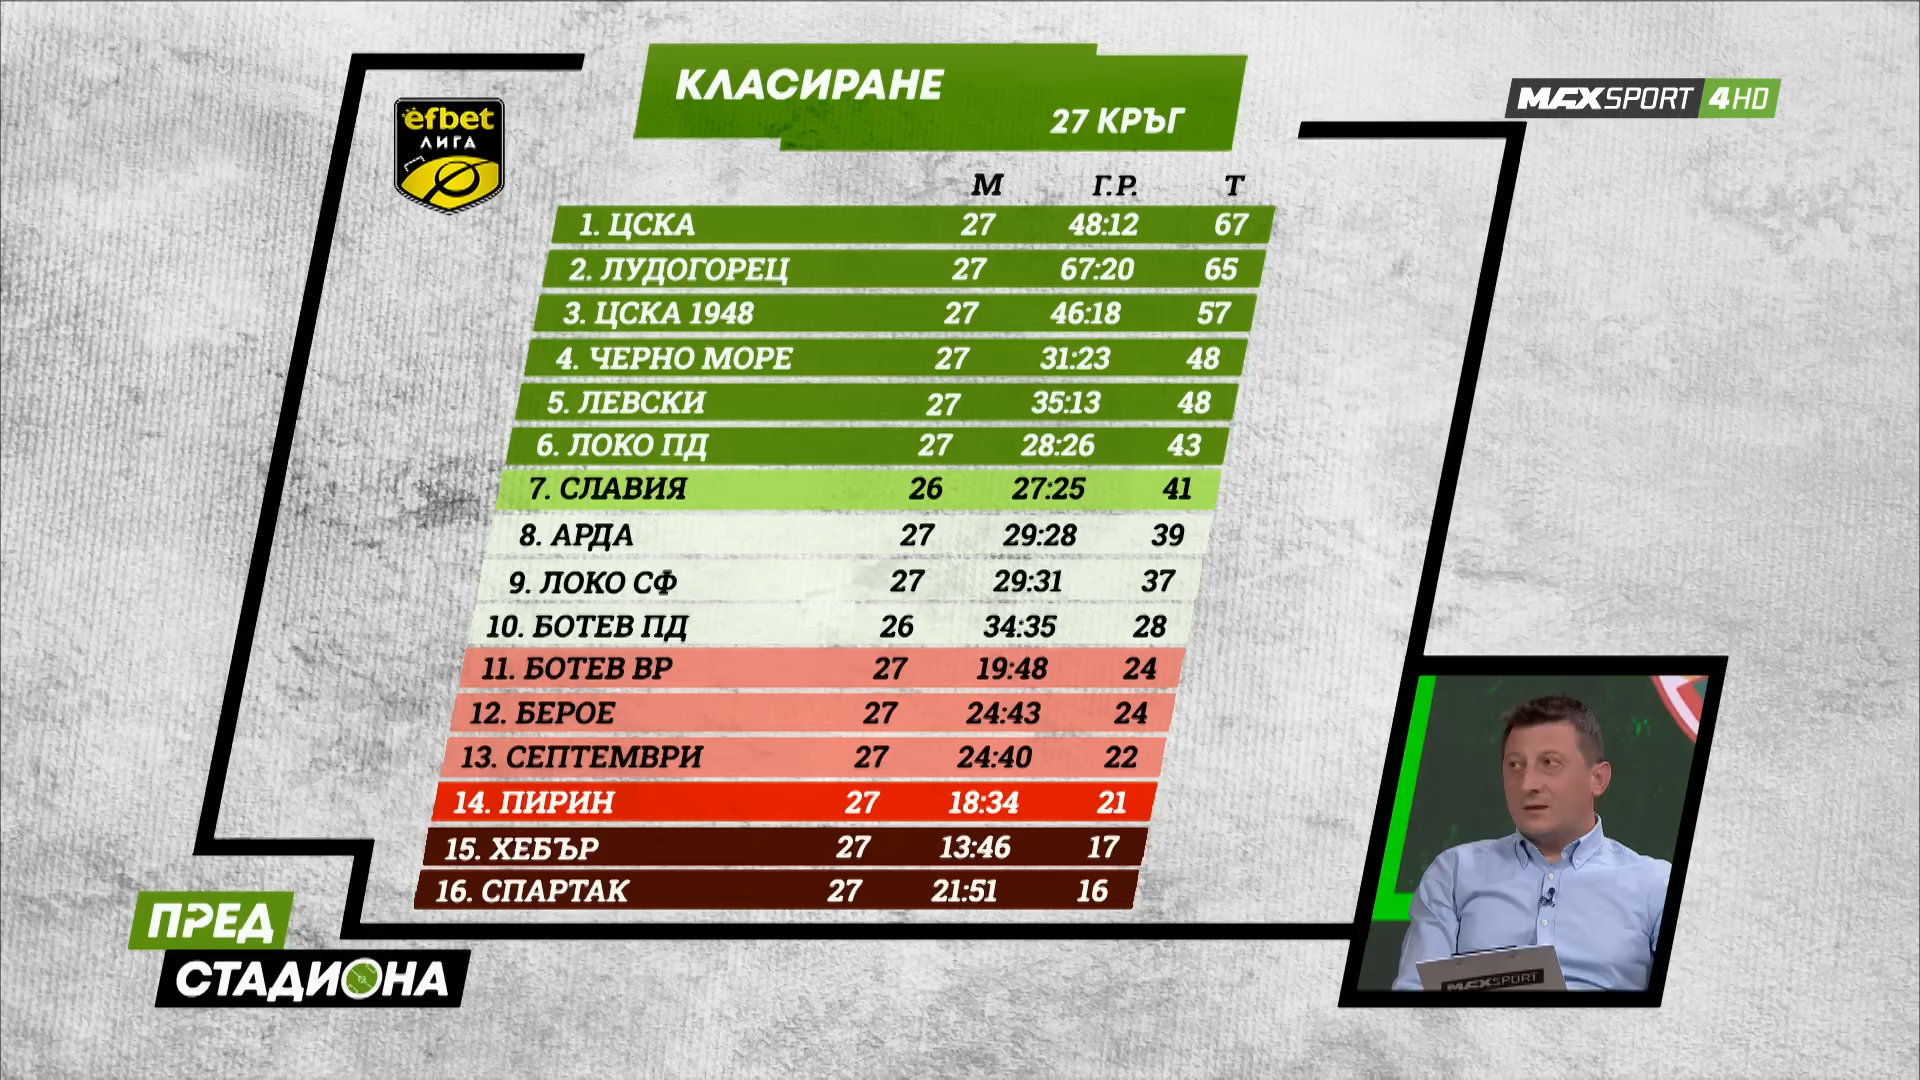 КЛАСИРАНЕ
27 КРЪГ
efbet
ЛИГА
MAXSPORT 4HD
М Г.Р. Т
1. ЦСКА 27 48:12 67
2. ЛУДОГОРЕЦ 27 67:20 65
3. ЦСКА 1948 27 46:18 57
4. ЧЕРНО МОРЕ 27 31:23 48
5. ЛЕВСКИ 27 35:13 48
6. ЛОКО ПД 27 28:26 43
7. СЛАВИЯ 26 27:25 41
8. АРДА 27 29:28 39
9. ЛОКО СФ 27 29:31 37
10. БОТЕВ ПД 26 34:35 28
11. БОТЕВ ВР 27 19:48 24
12. БЕРОЕ 27 24:43 24
13. СЕПТЕМВРИ 27 24:40 22
14. ПИРИН 27 18:34 21
15. ХЕБЪР 27 13:46 17
16. СПАРТАК 27 21:51 16
ПРЕД
СТАДИОНА
MAXSPORT